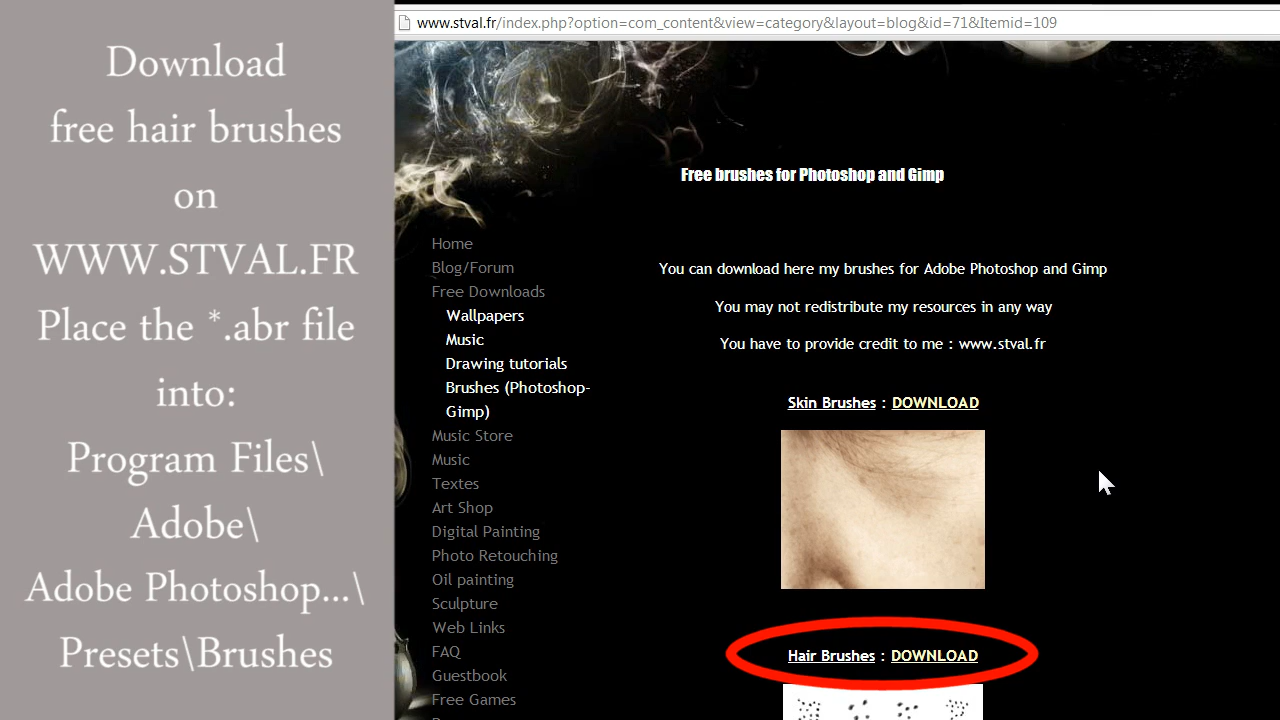 Download
free hair brushes
on
WWW.STVAL.FR
Place the *.abr file
into:
Program Files\
Adobe\
Adobe Photoshop...\
Presets\Brushes
www.stval.fr/index.php?option=com_content&view=category&layout=blog&id=71&Itemid=109
Free brushes for Photoshop and Gimp
Home
Blog/Forum
Free Downloads
Wallpapers
Music
Drawing tutorials
Brushes (Photoshop-
Gimp)
Music Store
Music
Textes
Art Shop
Digital Painting
Photo Retouching
Oil painting
Sculpture
Web Links
FAQ
Guestbook
Free Games
You can download here my brushes for Adobe Photoshop and Gimp
You may not redistribute my resources in any way
You have to provide credit to me : www.stval.fr
Skin Brushes : DOWNLOAD
Hair Brushes : DOWNLOAD